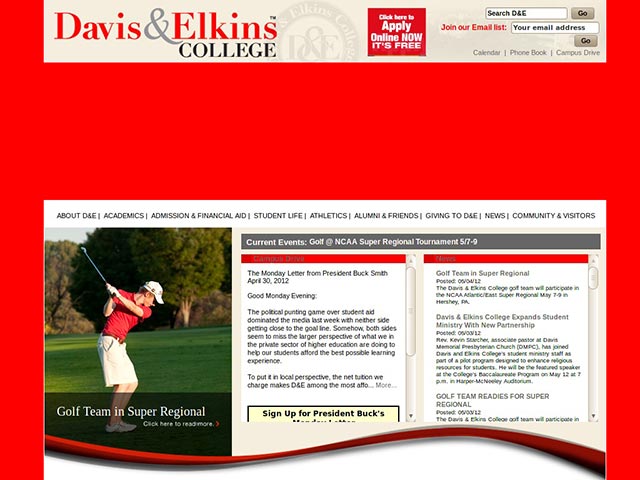 Davis&Elkins™
COLLEGE
Click here to
Apply
Online NOW
IT'S FREE
Search D&E
Go
Join our Email list:
Your email address
Go
Calendar | Phone Book | Campus Drive
ABOUT D&E | ACADEMICS | ADMISSION & FINANCIAL AID | STUDENT LIFE | ATHLETICS | ALUMNI & FRIENDS | GIVING TO D&E | NEWS | COMMUNITY & VISITORS
Current Events: Golf @ NCAA Super Regional Tournament 5/7-9
Campus Drive
The Monday Letter from President Buck Smith
April 30, 2012
Good Monday Evening:
The political punting game over student aid
dominated the media last week with neither side
getting close to the goal line. Somehow, both sides
seem to miss the larger perspective of what we in
the private sector of higher education are doing to
help our students afford the best possible learning
experience.
To put it in local perspective, the net tuition we
charge makes D&E among the most affo... More...
Sign Up for President Buck's
Monday Letter
News
Golf Team in Super Regional
Posted: 05/04/12
The Davis & Elkins College golf team will participate in
the NCAA Atlantic/East Super Regional May 7-9 in
Hershey, PA.
Davis & Elkins College Expands Student
Ministry With New Partnership
Posted: 05/03/12
Rev. Kevin Starcher, associate pastor at Davis
Memorial Presbyterian Church (DMPC), has joined
Davis and Elkins College's student ministry staff as
part of a pilot program designed to enhance religious
resources for students. He will be the featured speaker
at the College's Baccalaureate Program on May 12 at 7
p.m. in Harper-McNeeley Auditorium.
GOLF TEAM READIES FOR SUPER
REGIONAL
Posted: 05/03/12
The Davis & Elkins College golf team will participate in
Golf Team in Super Regional
Click here to readmore.